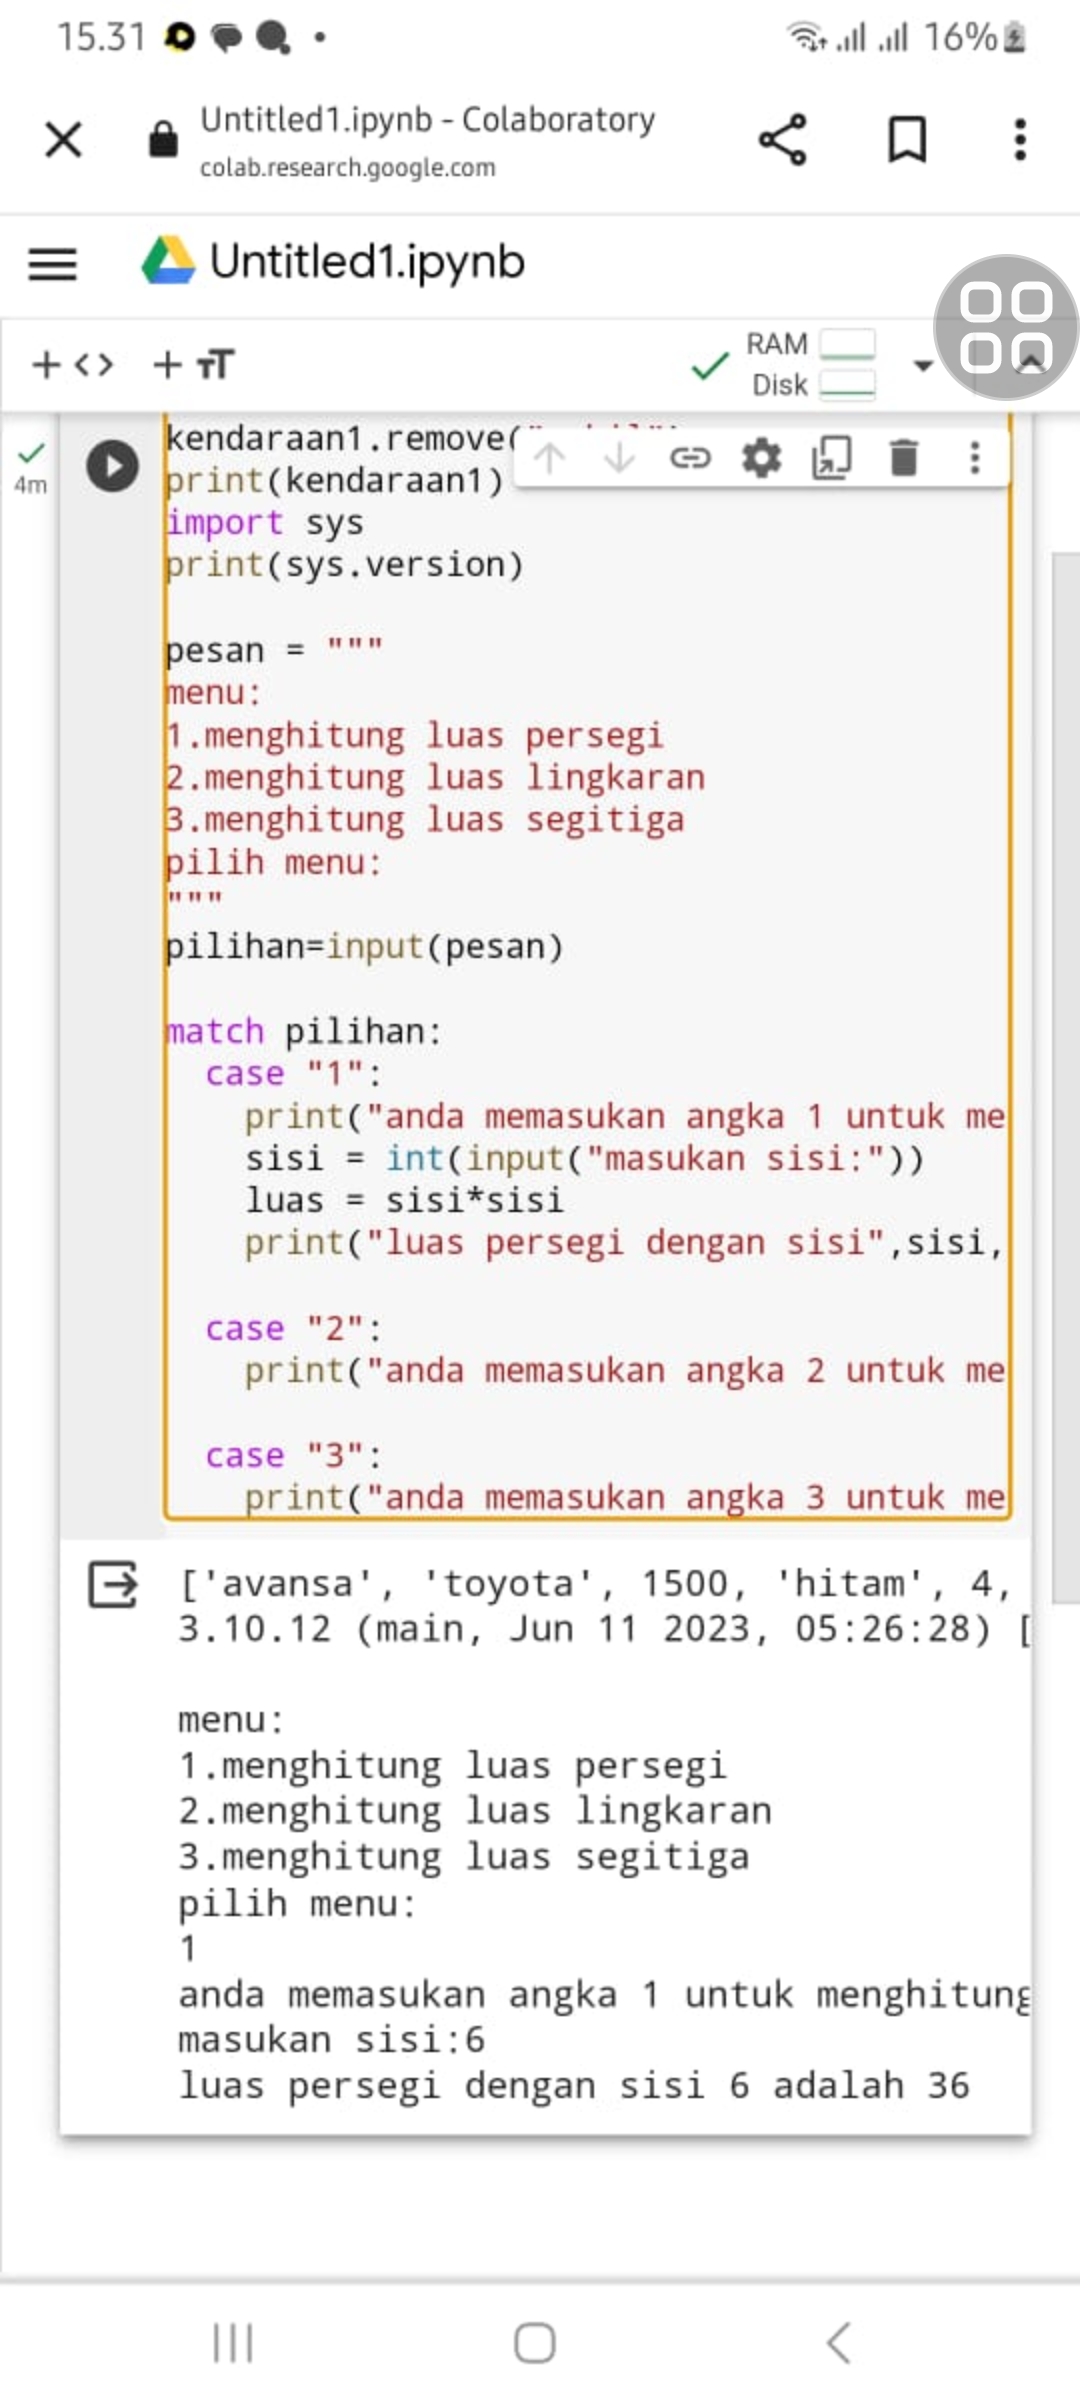 15.31
16%
Untitled1.ipynb - Colaboratory
colab.research.google.com
Untitled1.ipynb
RAM
Disk
4m
kendaraan1.remove(
print(kendaraan1)
import sys
print(sys.version)
pesan = """
menu:
1.menghitung luas persegi
2.menghitung luas lingkaran
3.menghitung luas segitiga
pilih menu:
"""
pilihan=input(pesan)
match pilihan:
case "1":
print("anda memasukan angka 1 untuk me
sisi = int(input("masukan sisi:"))
luas = sisi*sisi
print("luas persegi dengan sisi",sisi,
case "2":
print("anda memasukan angka 2 untuk me
case "3":
print("anda memasukan angka 3 untuk me
['avansa', 'toyota', 1500, 'hitam', 4,
3.10.12 (main, Jun 11 2023, 05:26:28) [
menu:
1.menghitung luas persegi
2.menghitung luas lingkaran
3.menghitung luas segitiga
pilih menu:
1
anda memasukan angka 1 untuk menghitung
masukan sisi:6
luas persegi dengan sisi 6 adalah 36